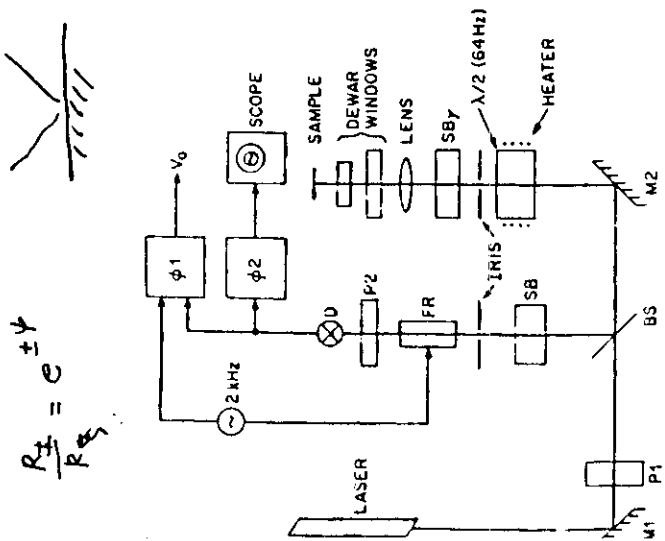 R±/R = e^±ψ
V₀
φ1
φ2
SCOPE
SAMPLE
DEWAR
WINDOWS
LENS
SBγ
λ/2 (64Hz)
HEATER
IRIS
~ 2 kHz
D
P2
FR
SB
BS
M2
LASER
P1
M1